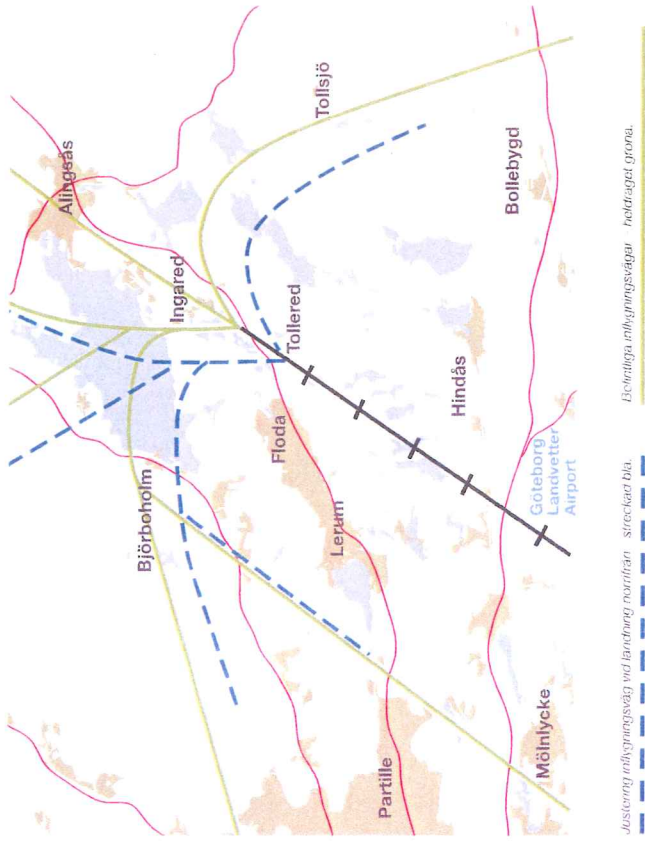 Alingsås
Tollsjö
Ingared
Tollered
Bollebygd
Björboholm
Floda
Hindås
Lerum
Göteborg
Landvetter
Airport
Partille
Mölnlycke
Justering inflygningsväg vid landning norrifrån streckad blå.
Befintliga inflygningsvägar heldraget gröna.